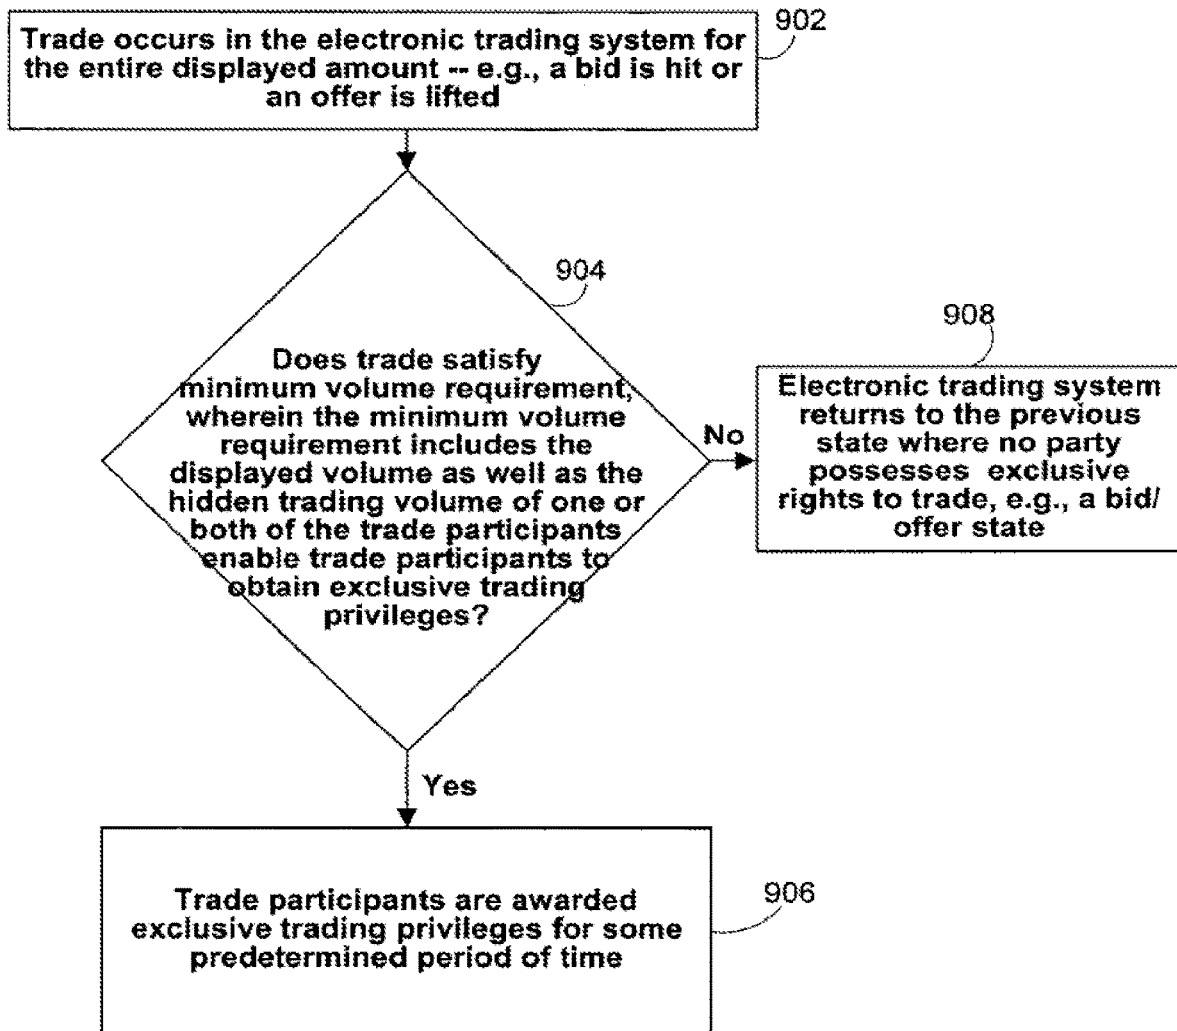 902
Trade occurs in the electronic trading system for
the entire displayed amount -- e.g., a bid is hit or
an offer is lifted
904
Does trade satisfy
minimum volume requirement,
wherein the minimum volume
requirement includes the
displayed volume as well as the
hidden trading volume of one or
both of the trade participants
enable trade participants to
obtain exclusive trading
privileges?
No
908
Electronic trading system
returns to the previous
state where no party
possesses exclusive
rights to trade, e.g., a bid/
offer state
Yes
906
Trade participants are awarded
exclusive trading privileges for some
predetermined period of time